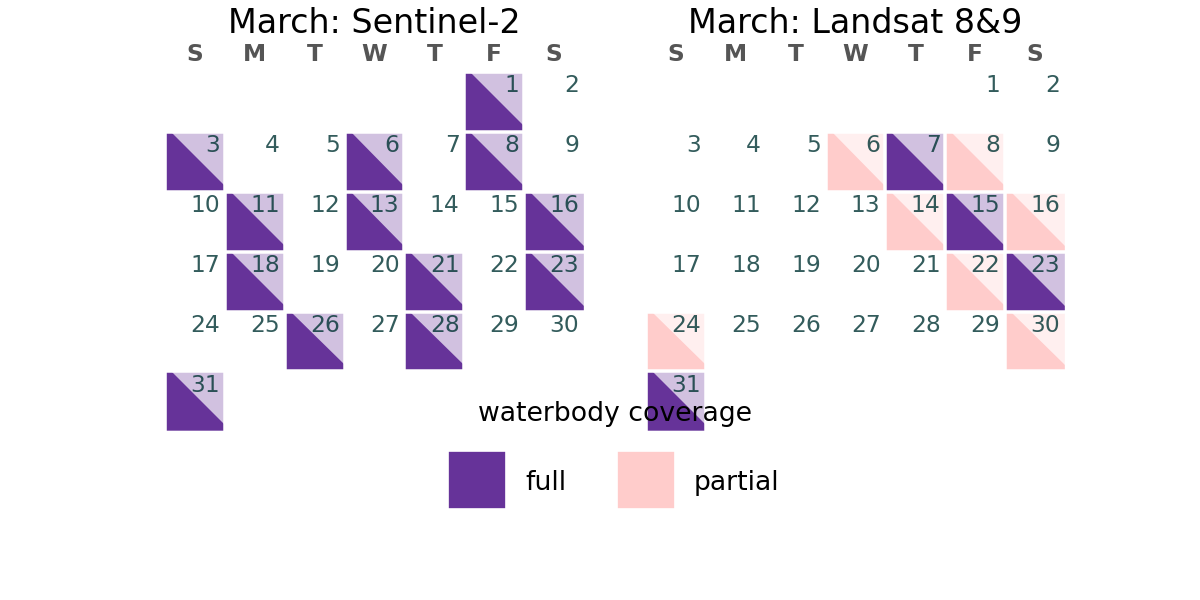 March: Sentinel-2
S M T W T F S
1 2
3 4 5 6 7 8 9
10 11 12 13 14 15 16
17 18 19 20 21 22 23
24 25 26 27 28 29 30
31
March: Landsat 8&9
S M T W T F S
1 2
3 4 5 6 7 8 9
10 11 12 13 14 15 16
17 18 19 20 21 22 23
24 25 26 27 28 29 30
31
waterbody coverage
full partial